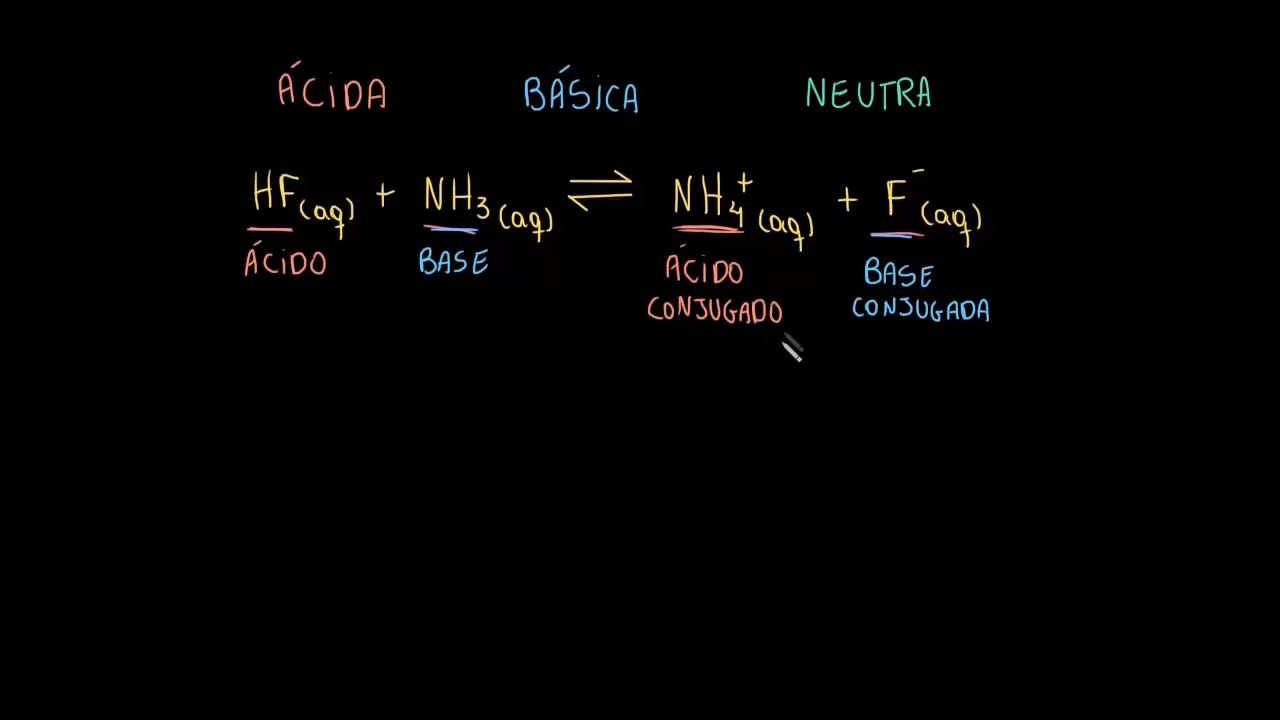 ÁCIDA BÁSICA NEUTRA
HF(aq) + NH₃(aq) ⇌ NH₄⁺(aq) + F⁻(aq)
ÁCIDO BASE ÁCIDO CONJUGADO BASE CONJUGADA